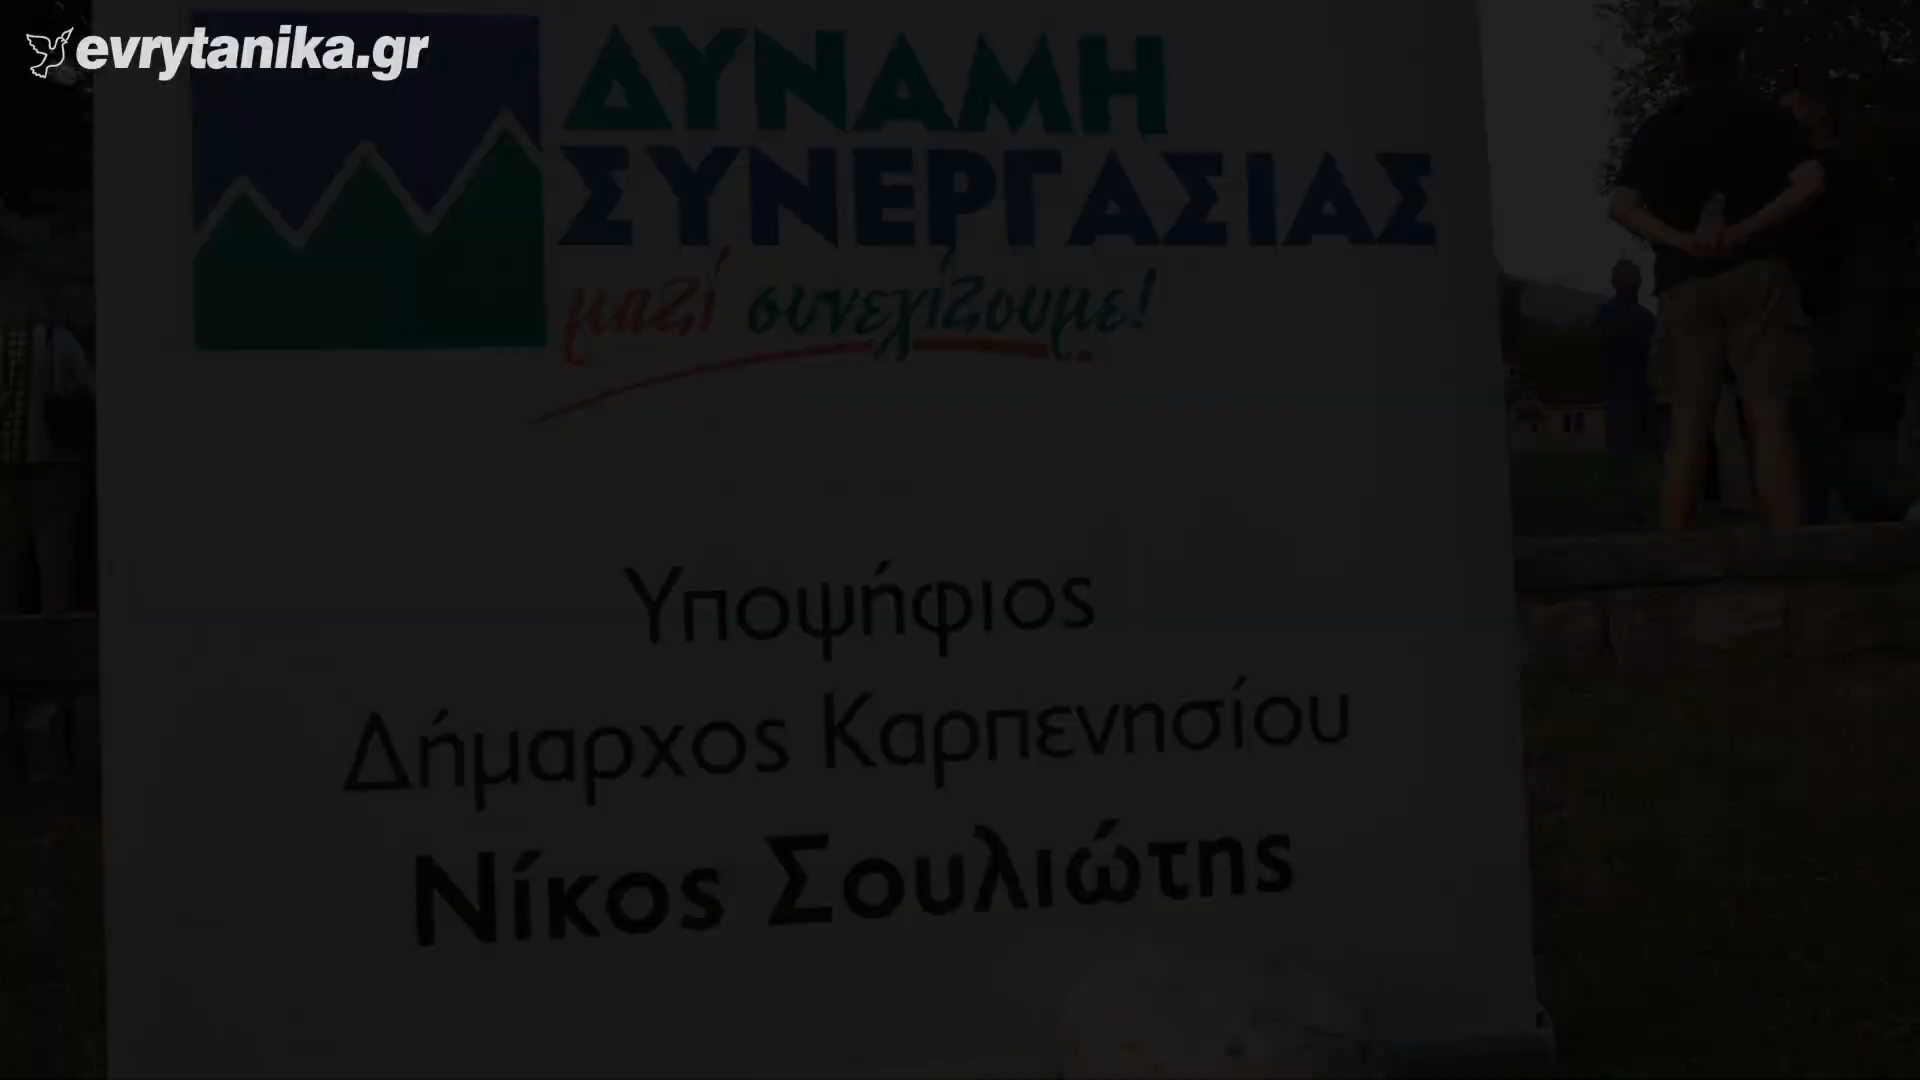 evrytanika.gr
ΔΥΝΑΜΗ
ΣΥΝΕΡΓΑΣΙΑΣ
μαζί συνεχίζουμε!
Υποψήφιος
Δήμαρχος Καρπενησίου
Νίκος Σουλιώτης